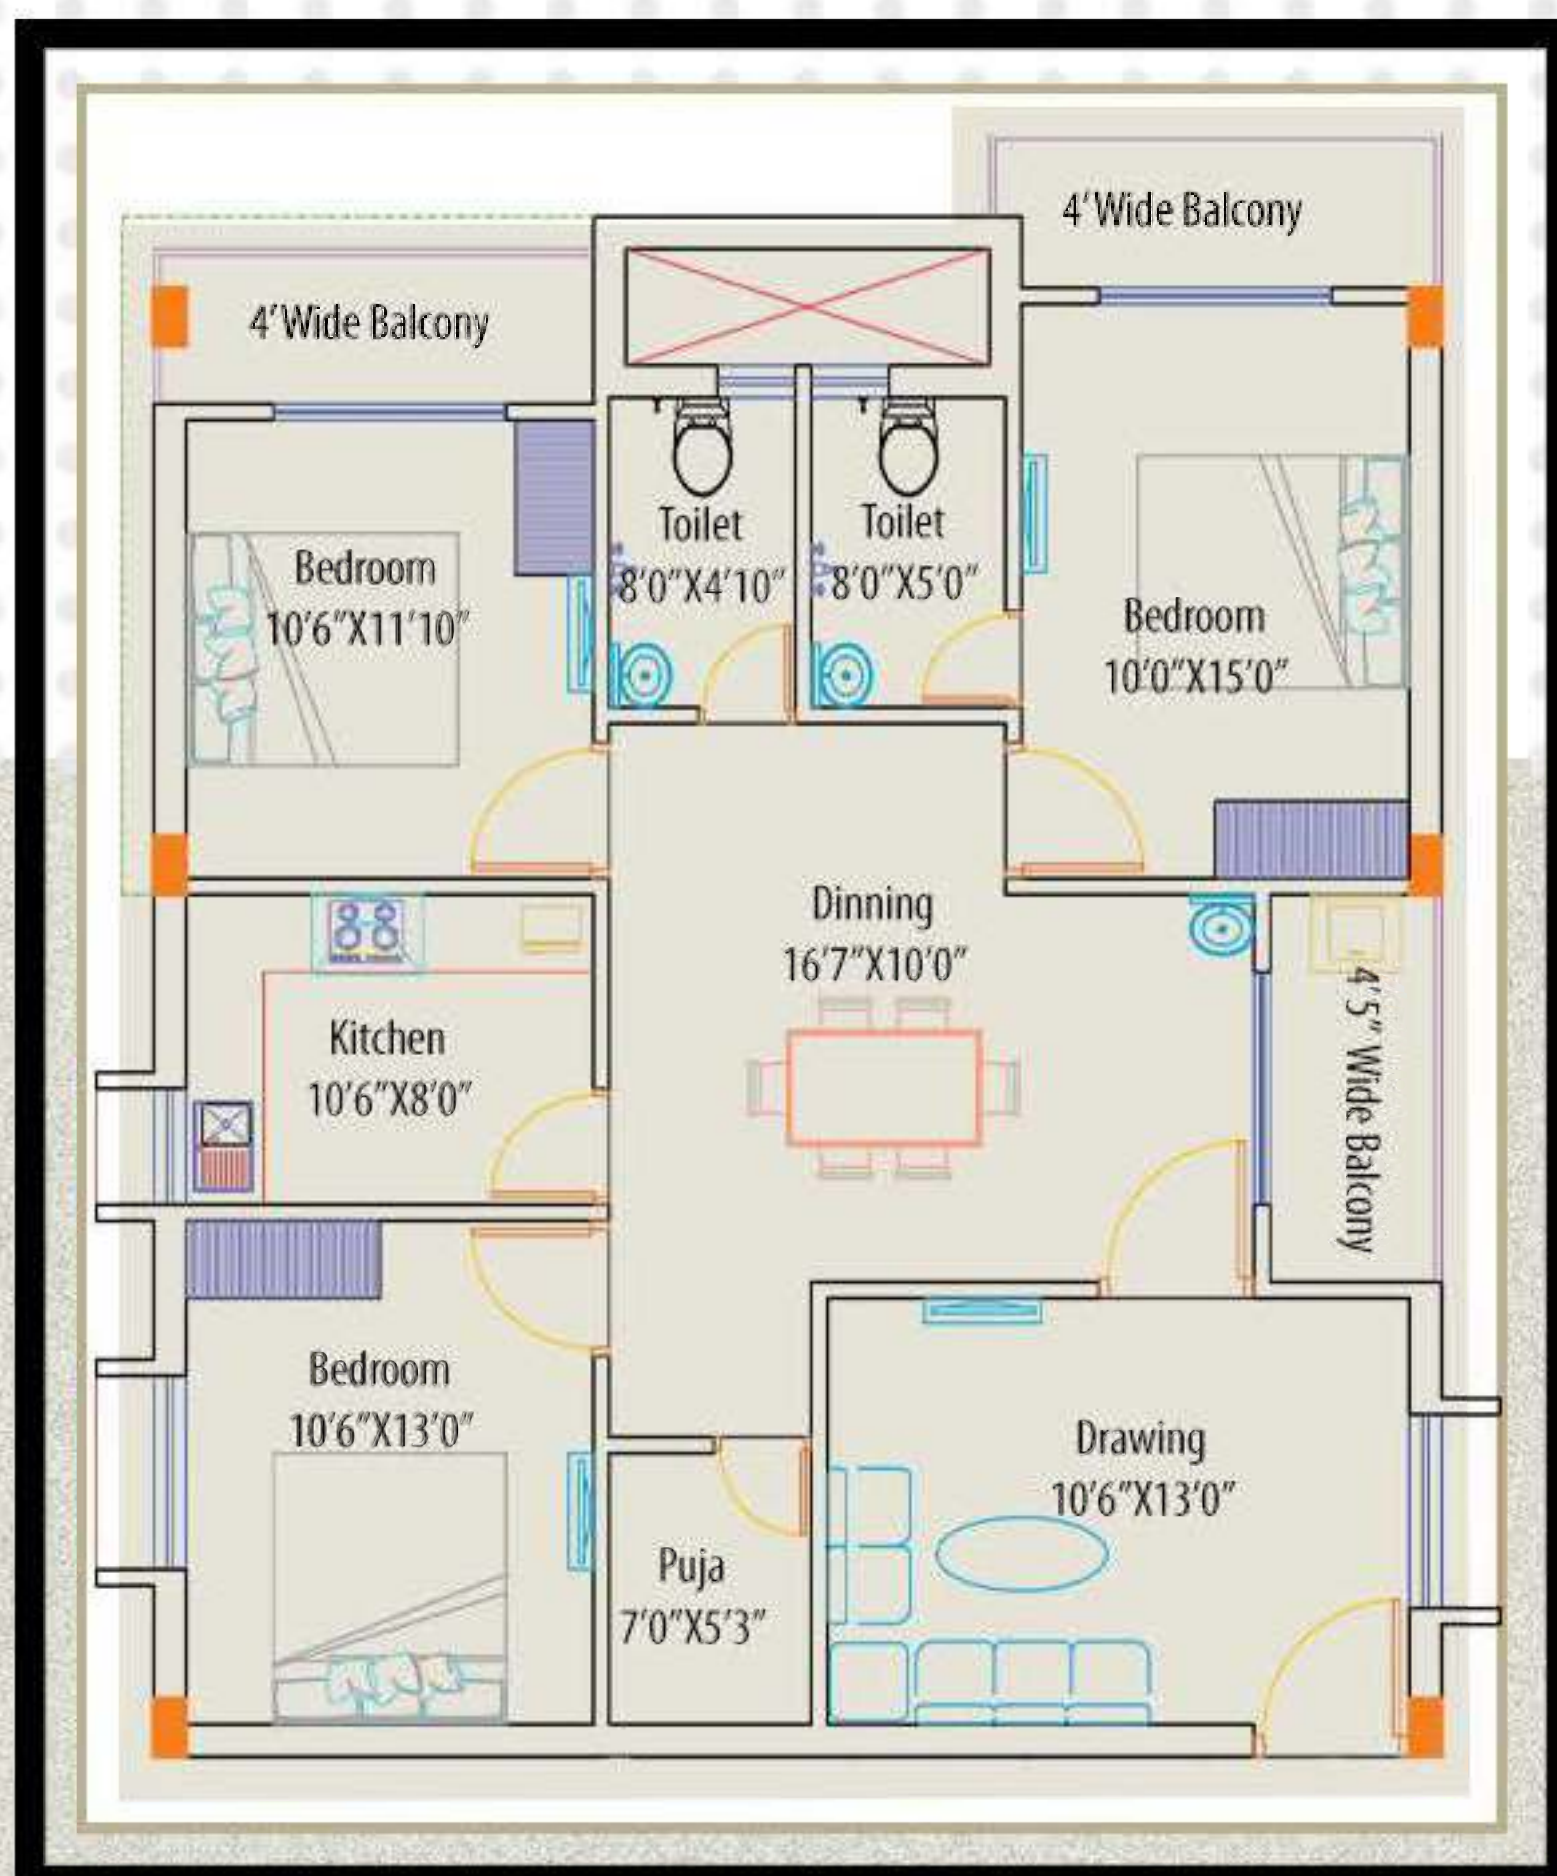 4'Wide Balcony
4'Wide Balcony
Toilet
8'0"X4'10"
Toilet
8'0"X5'0"
Bedroom
10'6"X11'10"
Bedroom
10'0"X15'0"
Dinning
16'7"X10'0"
4'5" Wide Balcony
Kitchen
10'6"X8'0"
Bedroom
10'6"X13'0"
Drawing
10'6"X13'0"
Puja
7'0"X5'3"